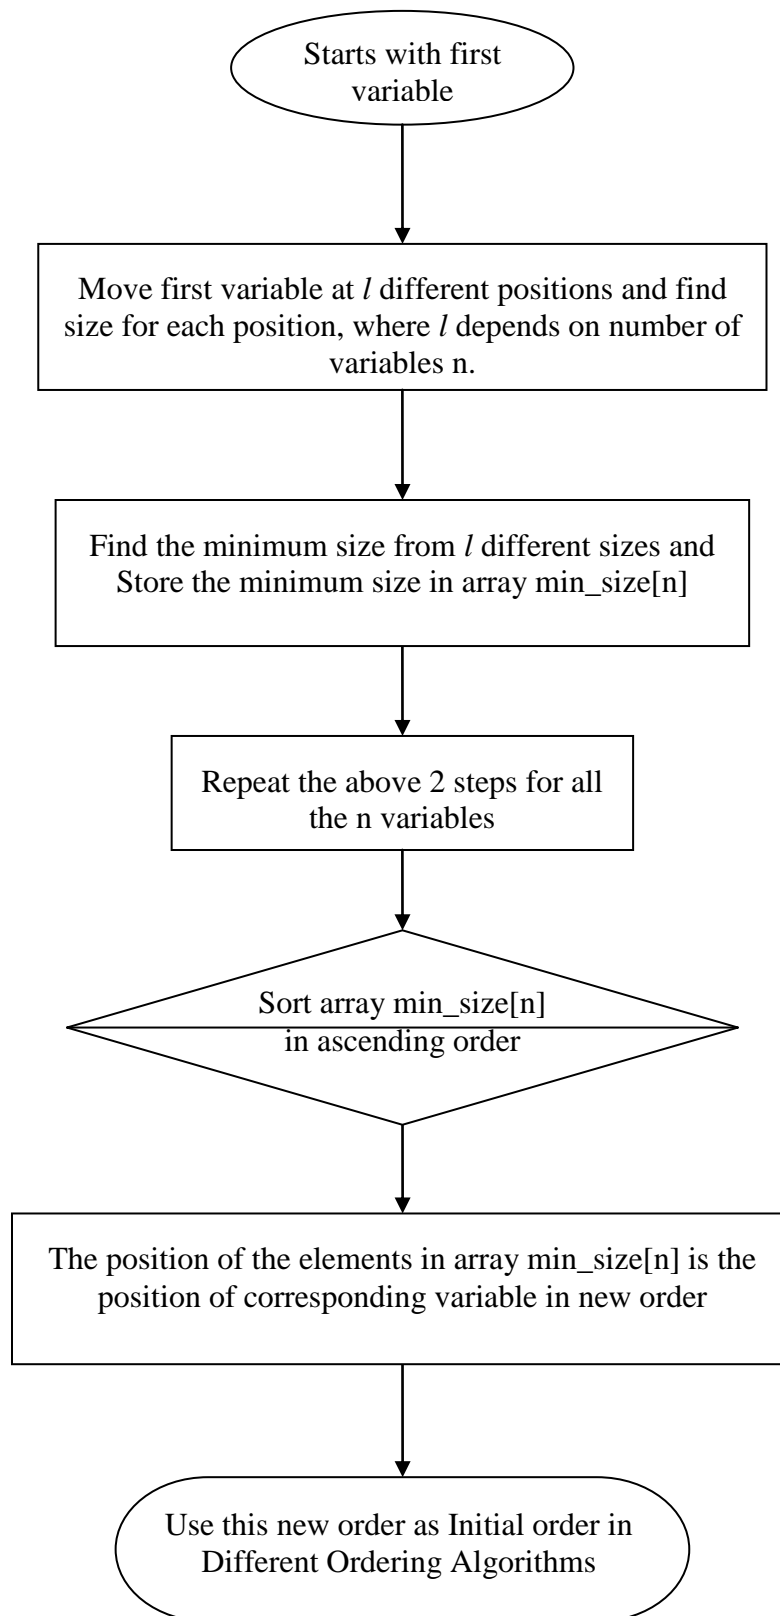 Starts with first
variable
Move first variable at l different positions and find
size for each position, where l depends on number of
variables n.
Find the minimum size from l different sizes and
Store the minimum size in array min_size[n]
Repeat the above 2 steps for all
the n variables
Sort array min_size[n]
in ascending order
The position of the elements in array min_size[n] is the
position of corresponding variable in new order
Use this new order as Initial order in
Different Ordering Algorithms